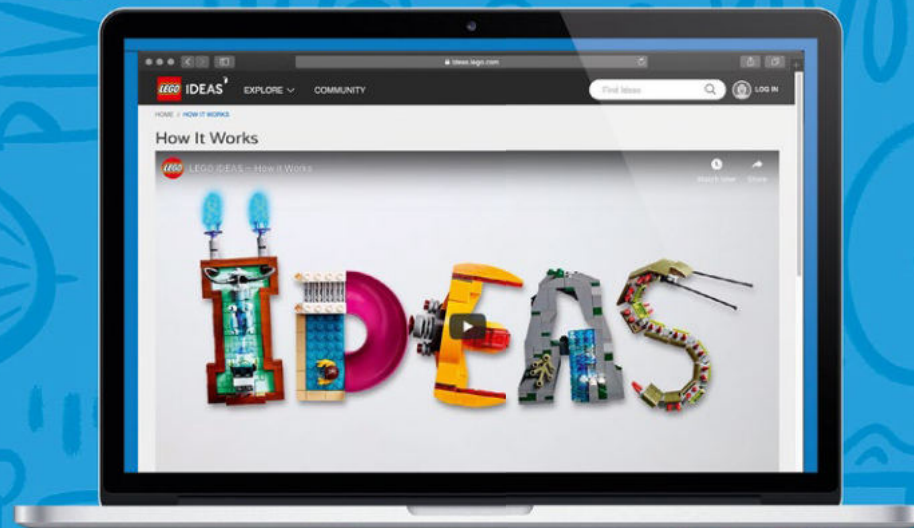 ideas.lego.com
LEGO IDEAS EXPLORE COMMUNITY Find Ideas LOG IN
HOME / HOW IT WORKS
How It Works
LEGO LEGO IDEAS – How It Works
Watch later Share
IDEAS